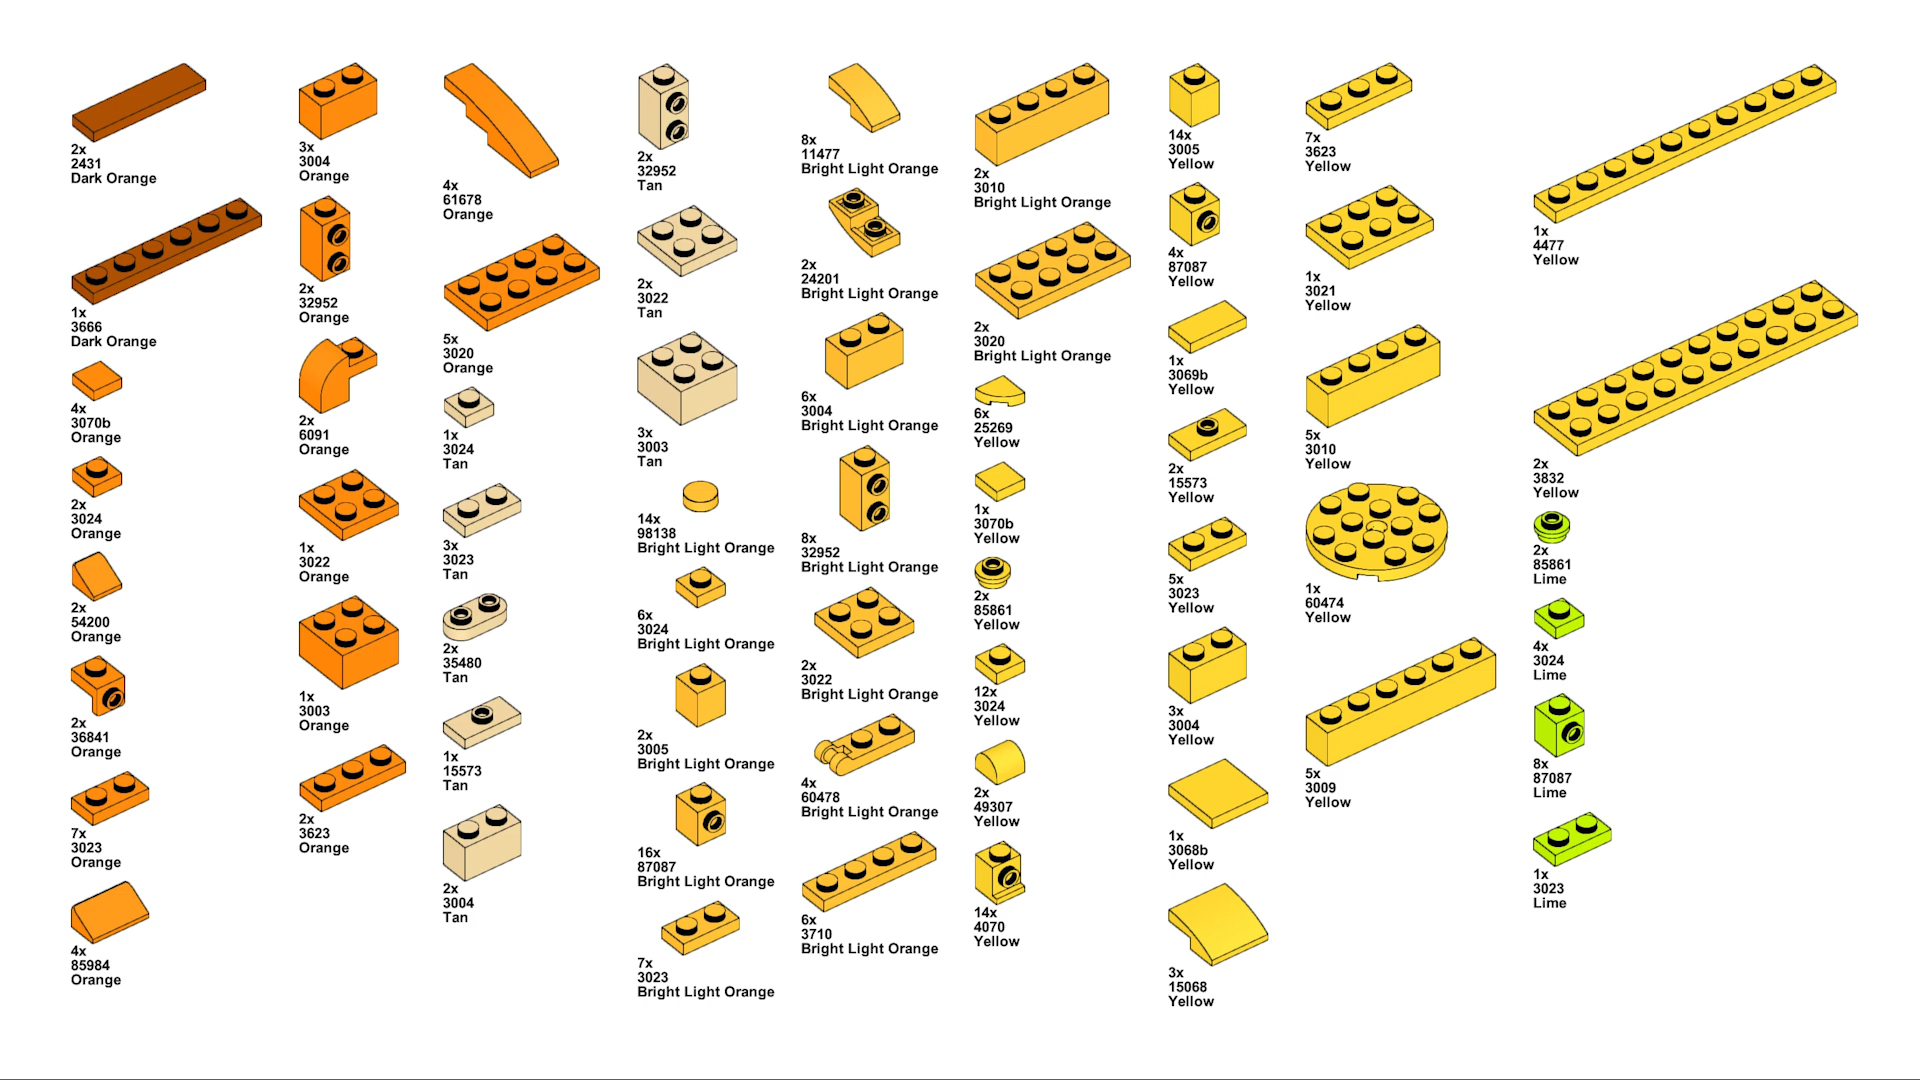 2x
2431
Dark Orange
1x
3666
Dark Orange
4x
3070b
Orange
2x
3024
Orange
2x
54200
Orange
2x
36841
Orange
7x
3023
Orange
4x
85984
Orange
3x
3004
Orange
2x
32952
Orange
2x
6091
Orange
1x
3022
Orange
1x
3003
Orange
2x
3623
Orange
4x
61678
Orange
5x
3020
Orange
1x
3024
Tan
3x
3023
Tan
2x
35480
Tan
1x
15573
Tan
2x
3004
Tan
2x
32952
Tan
2x
3022
Tan
3x
3003
Tan
14x
98138
Bright Light Orange
6x
3024
Bright Light Orange
2x
3005
Bright Light Orange
16x
87087
Bright Light Orange
7x
3023
Bright Light Orange
8x
11477
Bright Light Orange
2x
24201
Bright Light Orange
6x
3004
Bright Light Orange
8x
32952
Bright Light Orange
2x
3022
Bright Light Orange
4x
60478
Bright Light Orange
6x
3710
Bright Light Orange
2x
3010
Bright Light Orange
2x
3020
Bright Light Orange
6x
25269
Yellow
1x
3070b
Yellow
2x
85861
Yellow
12x
3024
Yellow
2x
49307
Yellow
14x
4070
Yellow
14x
3005
Yellow
4x
87087
Yellow
1x
3069b
Yellow
2x
15573
Yellow
5x
3023
Yellow
3x
3004
Yellow
1x
3068b
Yellow
3x
15068
Yellow
7x
3623
Yellow
1x
3021
Yellow
5x
3010
Yellow
1x
60474
Yellow
5x
3009
Yellow
1x
4477
Yellow
2x
3832
Yellow
2x
85861
Lime
4x
3024
Lime
8x
87087
Lime
1x
3023
Lime